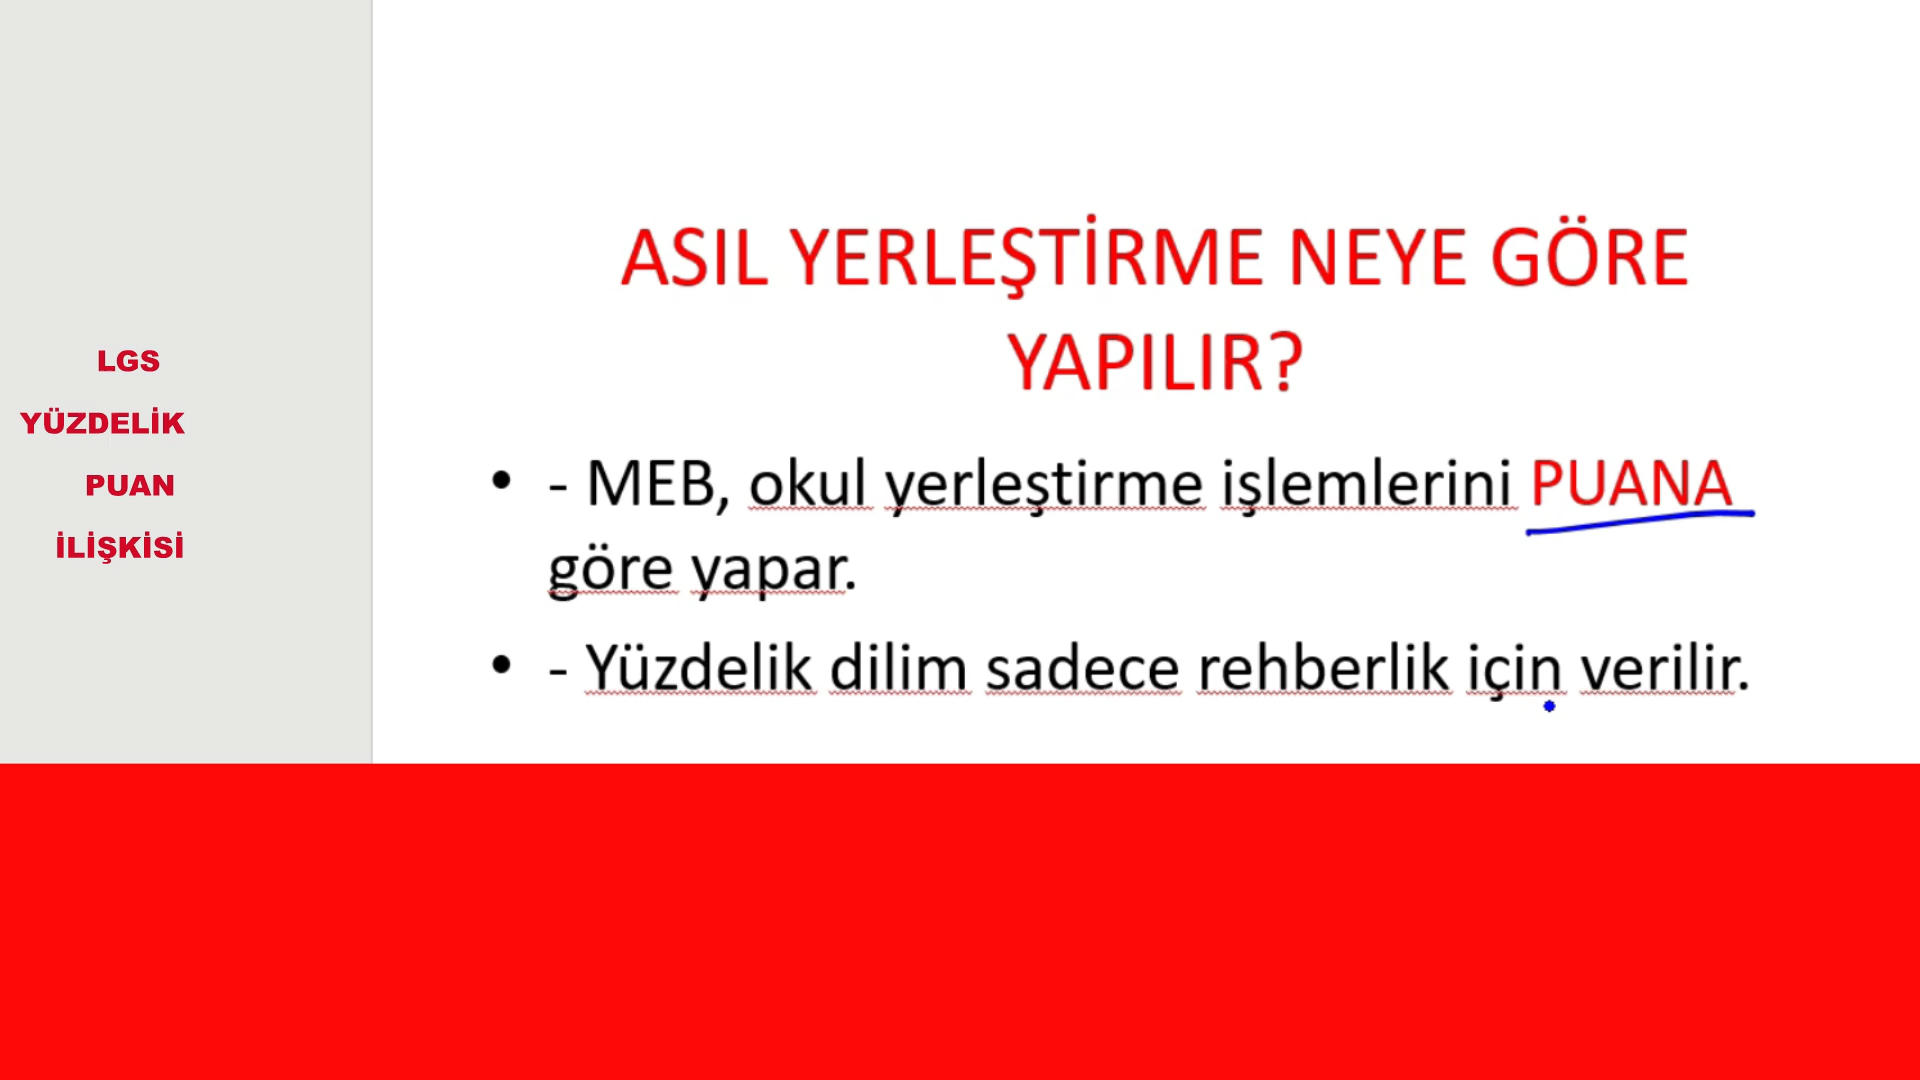 LGS
YÜZDELİK
PUAN
İLİŞKİSİ
ASIL YERLEŞTİRME NEYE GÖRE
YAPILIR?
• - MEB, okul yerleştirme işlemlerini PUANA
göre yapar.
• - Yüzdelik dilim sadece rehberlik için verilir.